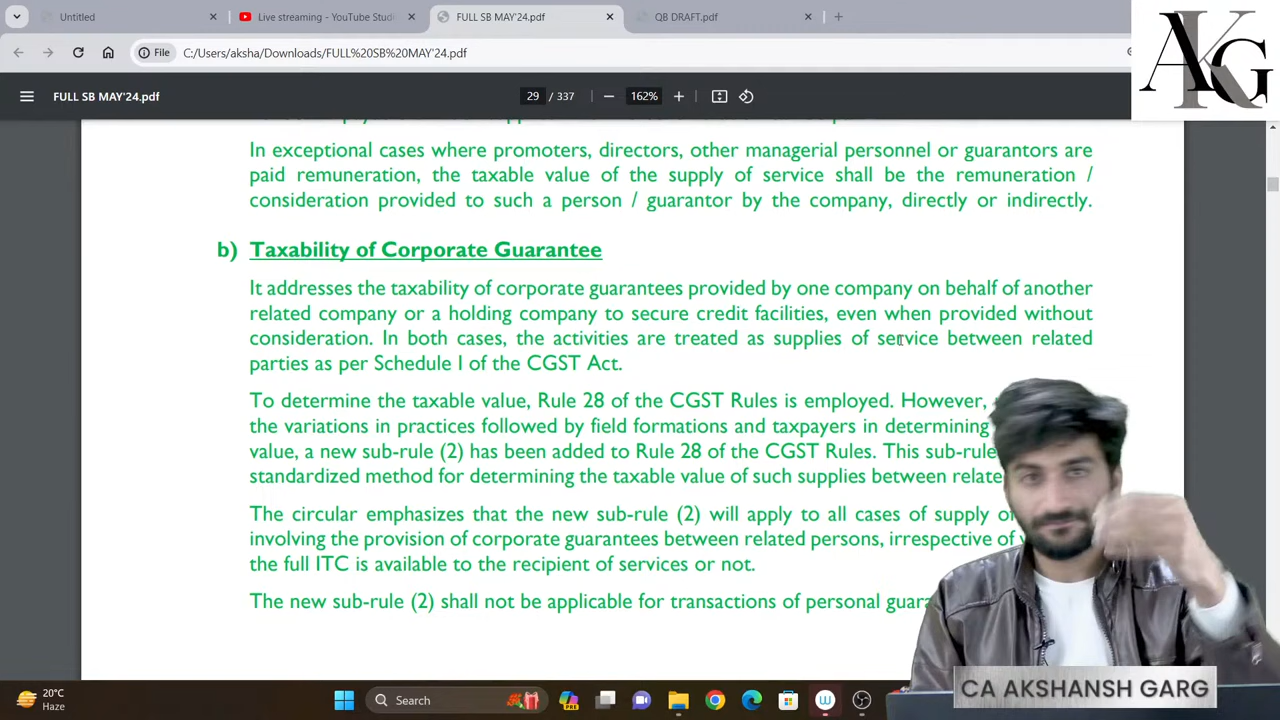 Untitled
Live streaming - YouTube Studi
FULL SB MAY'24.pdf
QB DRAFT.pdf
File
C:/Users/aksha/Downloads/FULL%20SB%20MAY'24.pdf
AKG
FULL SB MAY'24.pdf
29 / 337
162%
In exceptional cases where promoters, directors, other managerial personnel or guarantors are
paid remuneration, the taxable value of the supply of service shall be the remuneration /
consideration provided to such a person / guarantor by the company, directly or indirectly.
b) Taxability of Corporate Guarantee
It addresses the taxability of corporate guarantees provided by one company on behalf of another
related company or a holding company to secure credit facilities, even when provided without
consideration. In both cases, the activities are treated as supplies of service between related
parties as per Schedule I of the CGST Act.
To determine the taxable value, Rule 28 of the CGST Rules is employed. However,
the variations in practices followed by field formations and taxpayers in determining
value, a new sub-rule (2) has been added to Rule 28 of the CGST Rules. This sub-rule
standardized method for determining the taxable value of such supplies between relate
The circular emphasizes that the new sub-rule (2) will apply to all cases of supply
involving the provision of corporate guarantees between related persons, irrespective of
the full ITC is available to the recipient of services or not.
The new sub-rule (2) shall not be applicable for transactions of personal guara
CA AKSHANSH GARG
20°C
Haze
Search